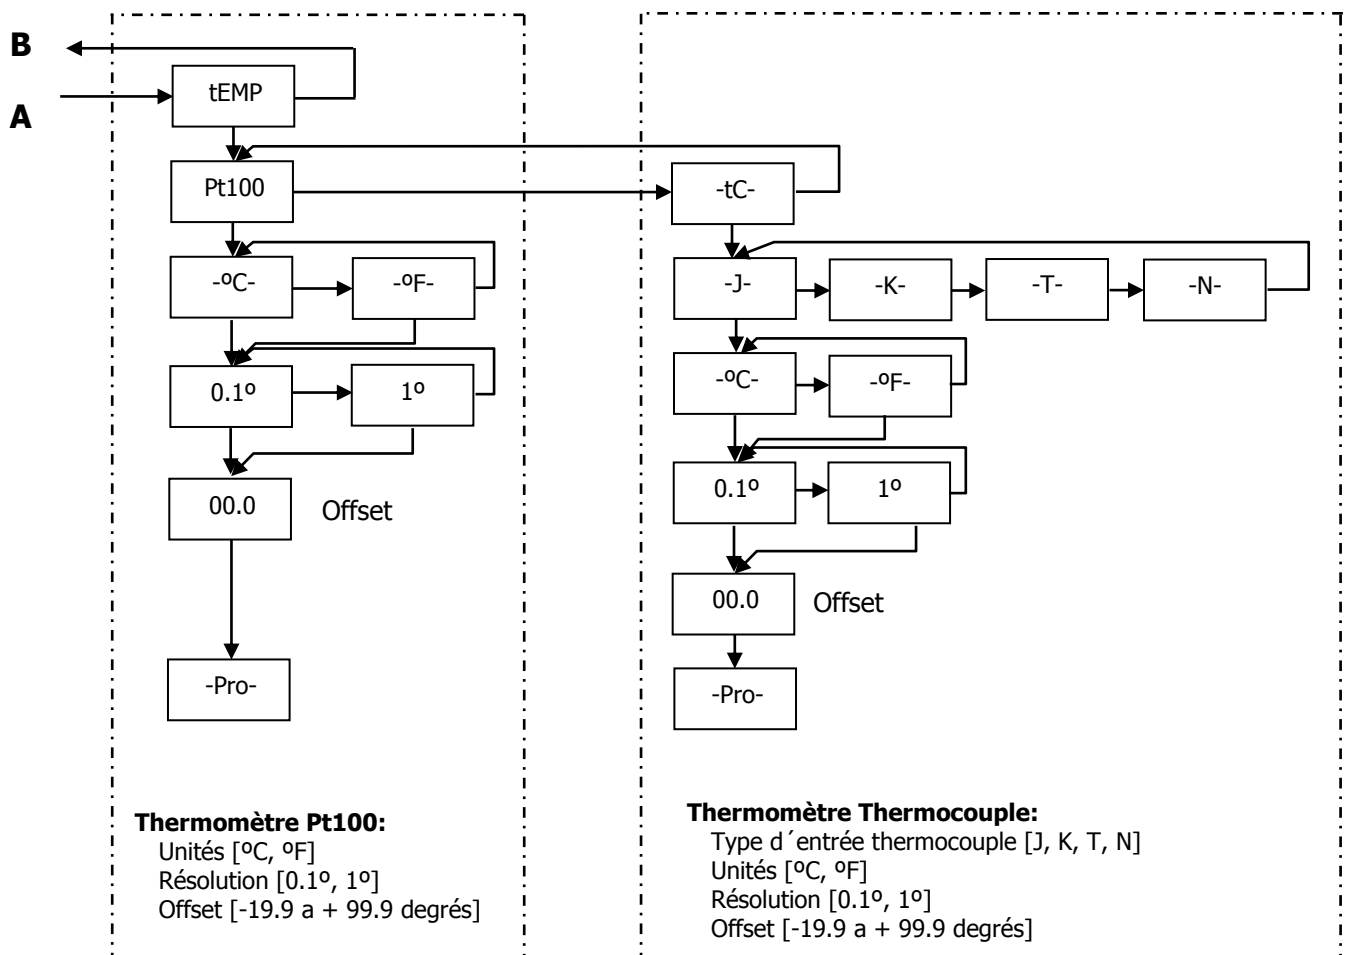 B
A
tEMP
Pt100
-tC-
-ºC-
-ºF-
-J-
-K-
-T-
-N-
0.1º
1º
-ºC-
-ºF-
00.0
Offset
0.1º
1º
00.0
Offset
-Pro-
-Pro-
Thermomètre Pt100:
Unités [ºC, ºF]
Résolution [0.1º, 1º]
Offset [-19.9 a + 99.9 degrés]
Thermomètre Thermocouple:
Type d´entrée thermocouple [J, K, T, N]
Unités [ºC, ºF]
Résolution [0.1º, 1º]
Offset [-19.9 a + 99.9 degrés]